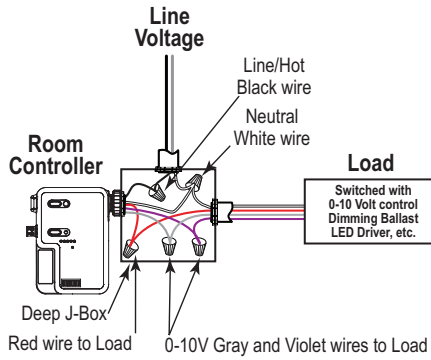 Line
Voltage
Line/Hot
Black wire
Neutral
White wire
Room
Controller
Load
Switched with
0-10 Volt control
Dimming Ballast
LED Driver, etc.
Deep J-Box
Red wire to Load
0-10V Gray and Violet wires to Load